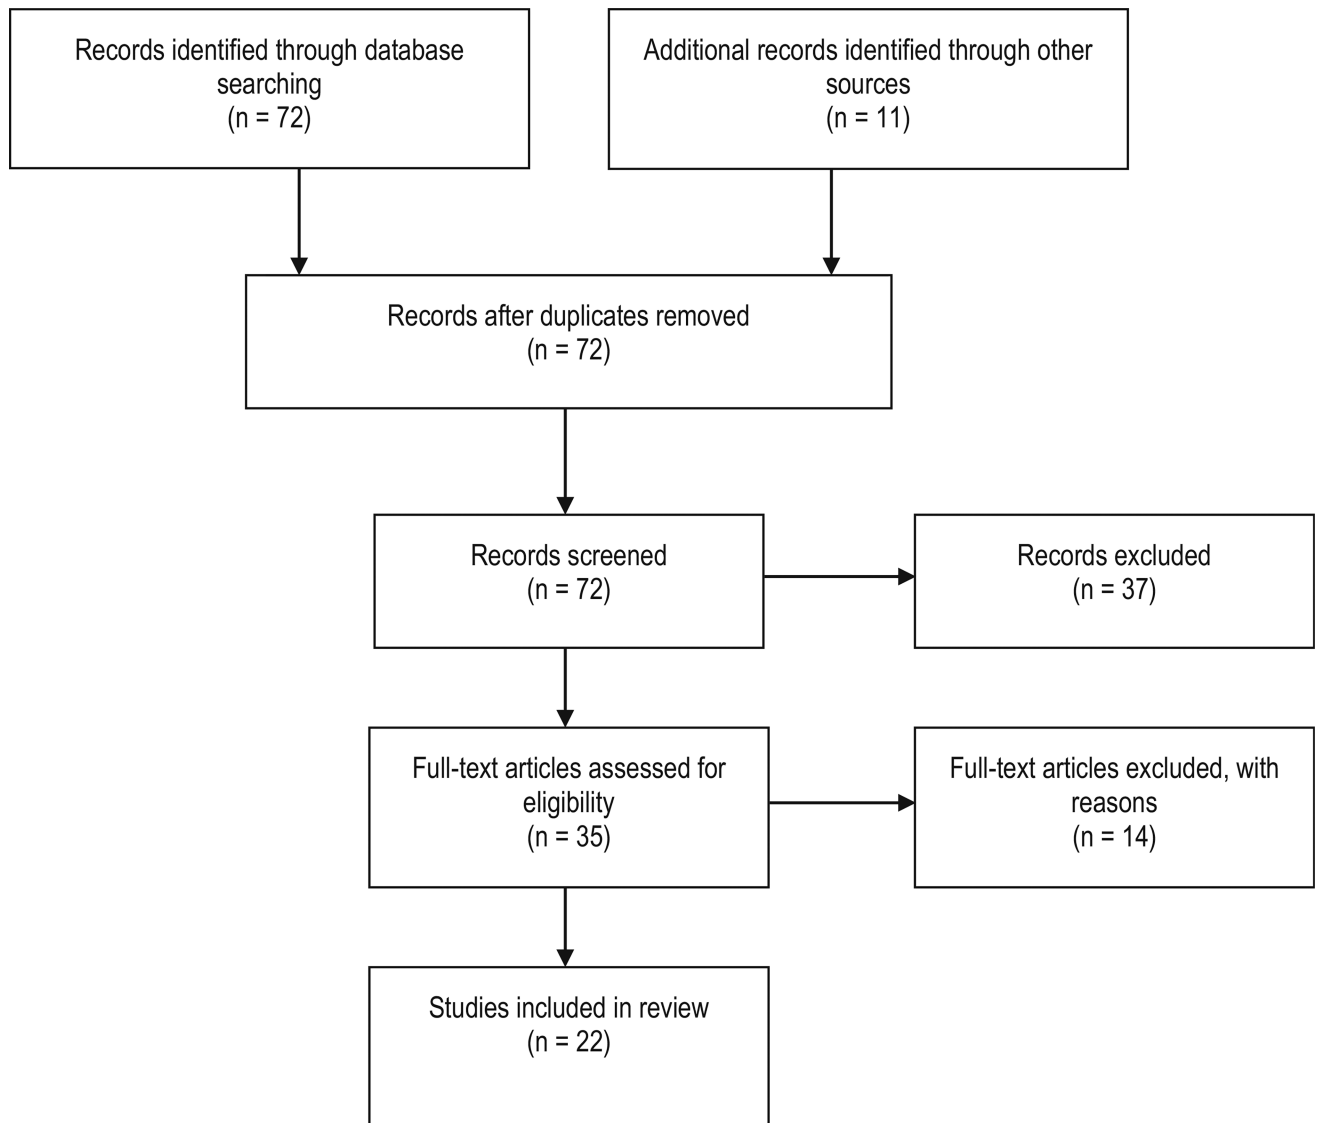 Records identified through database
searching
(n = 72)
Additional records identified through other
sources
(n = 11)
Records after duplicates removed
(n = 72)
Records screened
(n = 72)
Records excluded
(n = 37)
Full-text articles assessed for
eligibility
(n = 35)
Full-text articles excluded, with
reasons
(n = 14)
Studies included in review
(n = 22)